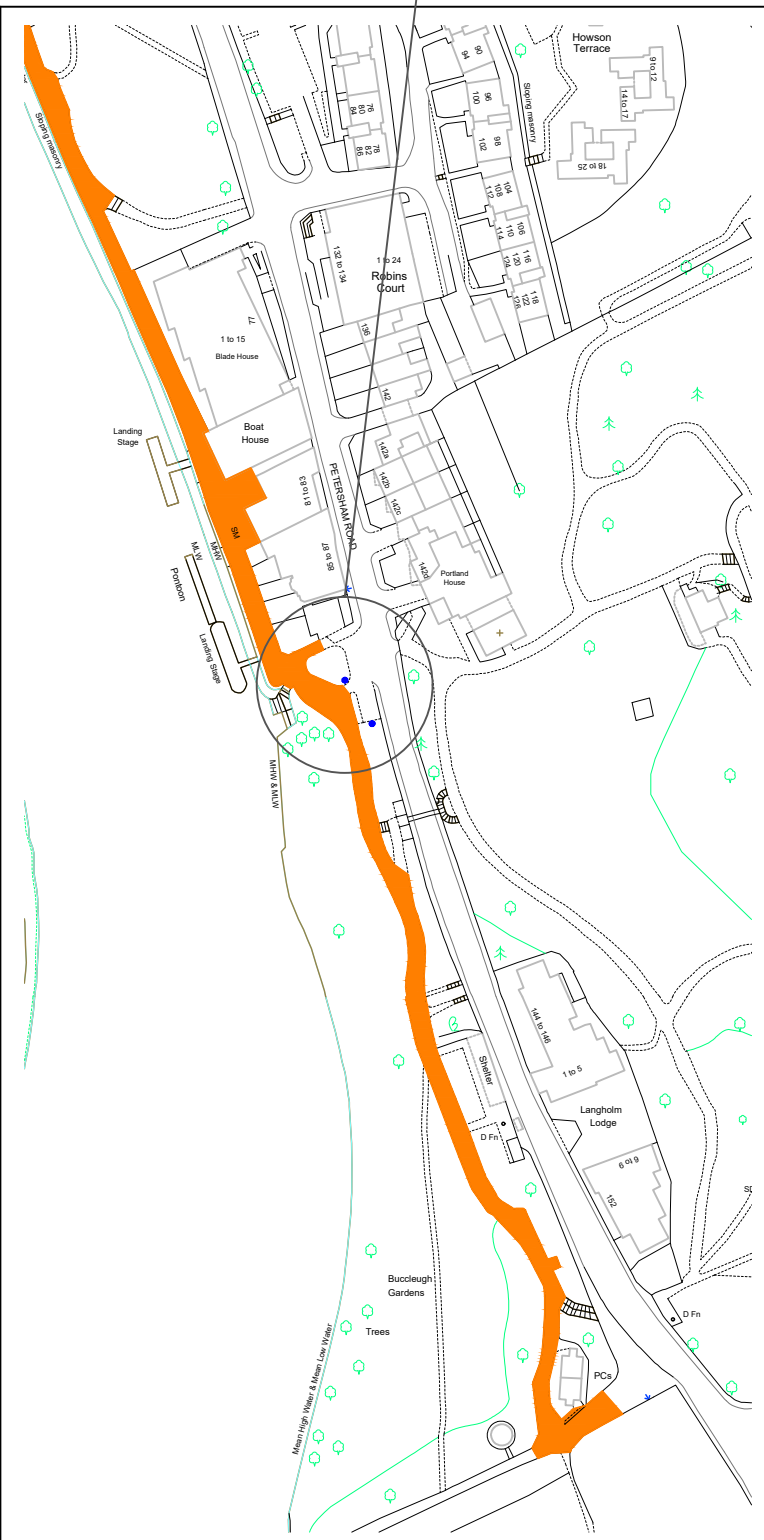 Howson
Terrace
9 to 12
14 to 17
18 to 25
90
94
96
100
98
102
104
108
112
106
110
114
116
120
124
118
122
126
Sloping masonry
76
80
84
78
82
86
Sloping masonry
132 to 134
1 to 24
Robins
Court
136
77
1 to 15
Blade House
142
Landing
Stage
Boat
House
142a
142b
142c
142d
81 to 83
85 to 87
PETERSHAM ROAD
SM
MHW
MLW
Pontoon
Landing Stage
Portland
House
MHW & MLW
144 to 146
1 to 5
Shelter
Langholm
Lodge
D Fn
6 to 9
152
Buccleugh
Gardens
Trees
D Fn
PCs
Mean High Water & Mean Low Water